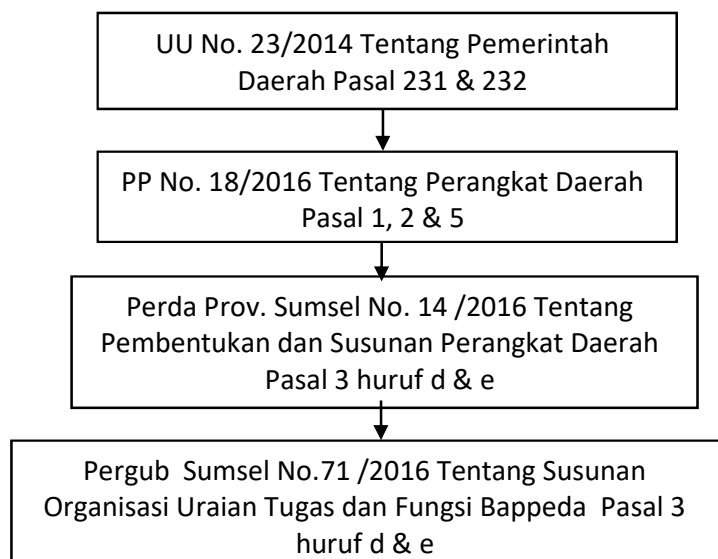 UU No. 23/2014 Tentang Pemerintah
Daerah Pasal 231 & 232
PP No. 18/2016 Tentang Perangkat Daerah
Pasal 1, 2 & 5
Perda Prov. Sumsel No. 14 /2016 Tentang
Pembentukan dan Susunan Perangkat Daerah
Pasal 3 huruf d & e
Pergub Sumsel No.71 /2016 Tentang Susunan
Organisasi Uraian Tugas dan Fungsi Bappeda Pasal 3
huruf d & e